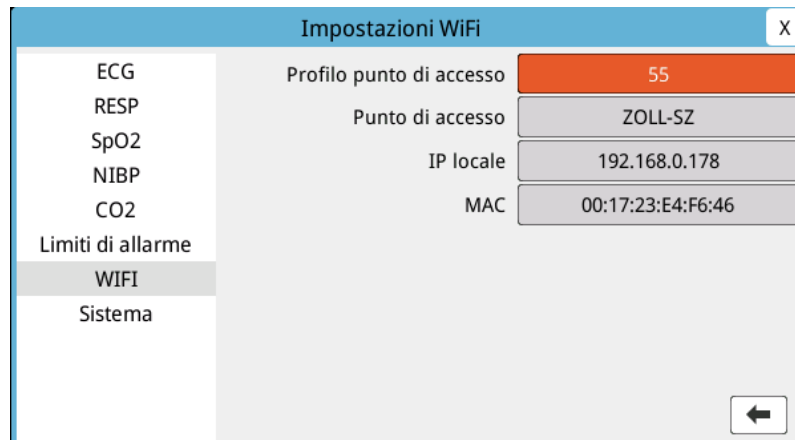 Impostazioni WiFi
X
ECG
RESP
SpO2
NIBP
CO2
Limiti di allarme
WIFI
Sistema
Profilo punto di accesso
55
Punto di accesso
ZOLL-SZ
IP locale
192.168.0.178
MAC
00:17:23:E4:F6:46